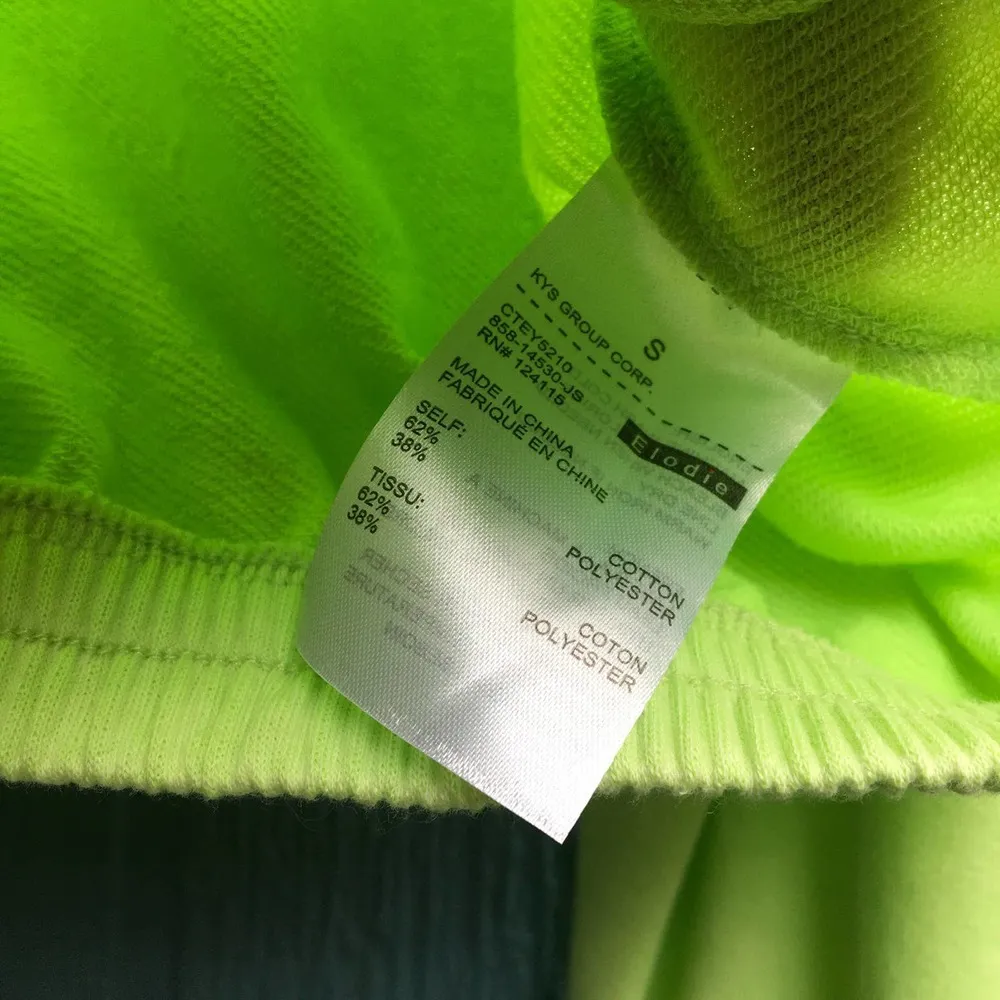 S
KYS GROUP CORP.
CTEY5210
858-14530-JS
RN# 124115
Elodie
MADE IN CHINA
FABRIQUÉ EN CHINE
SELF:
62% COTTON
38% POLYESTER
TISSU:
62% COTON
38% POLYESTER